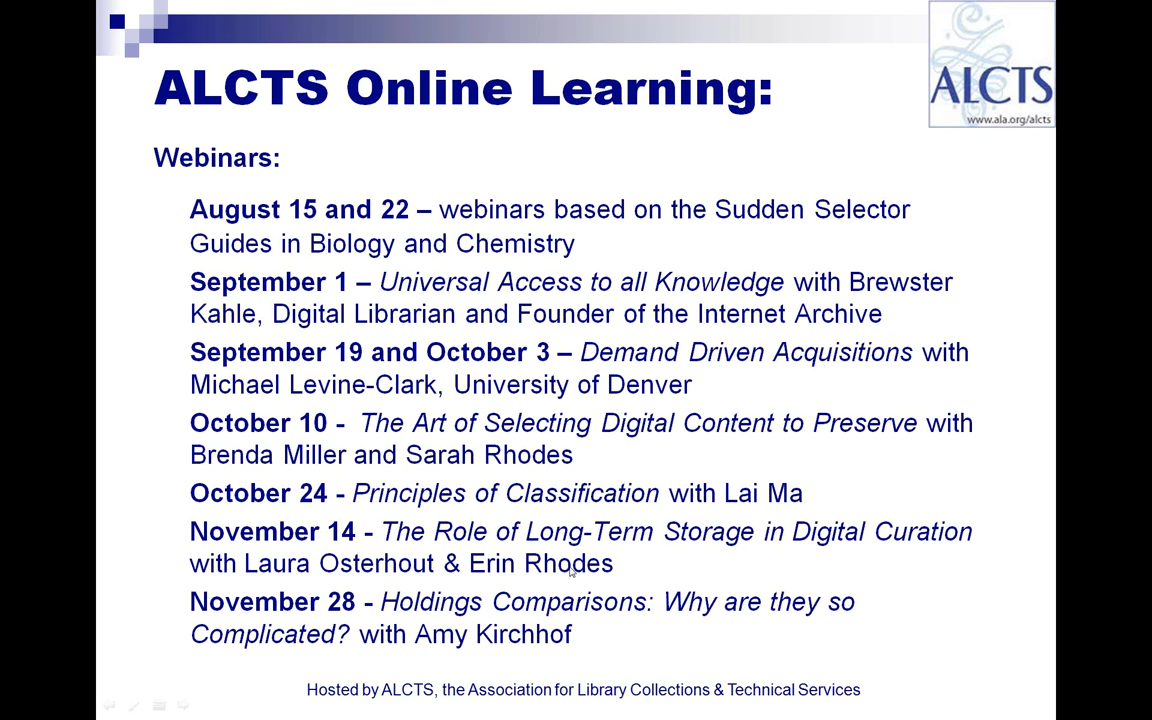 ALCTS Online Learning:
ALCTS
www.ala.org/alcts
Webinars:
August 15 and 22 – webinars based on the Sudden Selector
Guides in Biology and Chemistry
September 1 – Universal Access to all Knowledge with Brewster
Kahle, Digital Librarian and Founder of the Internet Archive
September 19 and October 3 – Demand Driven Acquisitions with
Michael Levine-Clark, University of Denver
October 10 - The Art of Selecting Digital Content to Preserve with
Brenda Miller and Sarah Rhodes
October 24 - Principles of Classification with Lai Ma
November 14 - The Role of Long-Term Storage in Digital Curation
with Laura Osterhout & Erin Rhodes
November 28 - Holdings Comparisons: Why are they so
Complicated? with Amy Kirchhof
Hosted by ALCTS, the Association for Library Collections & Technical Services